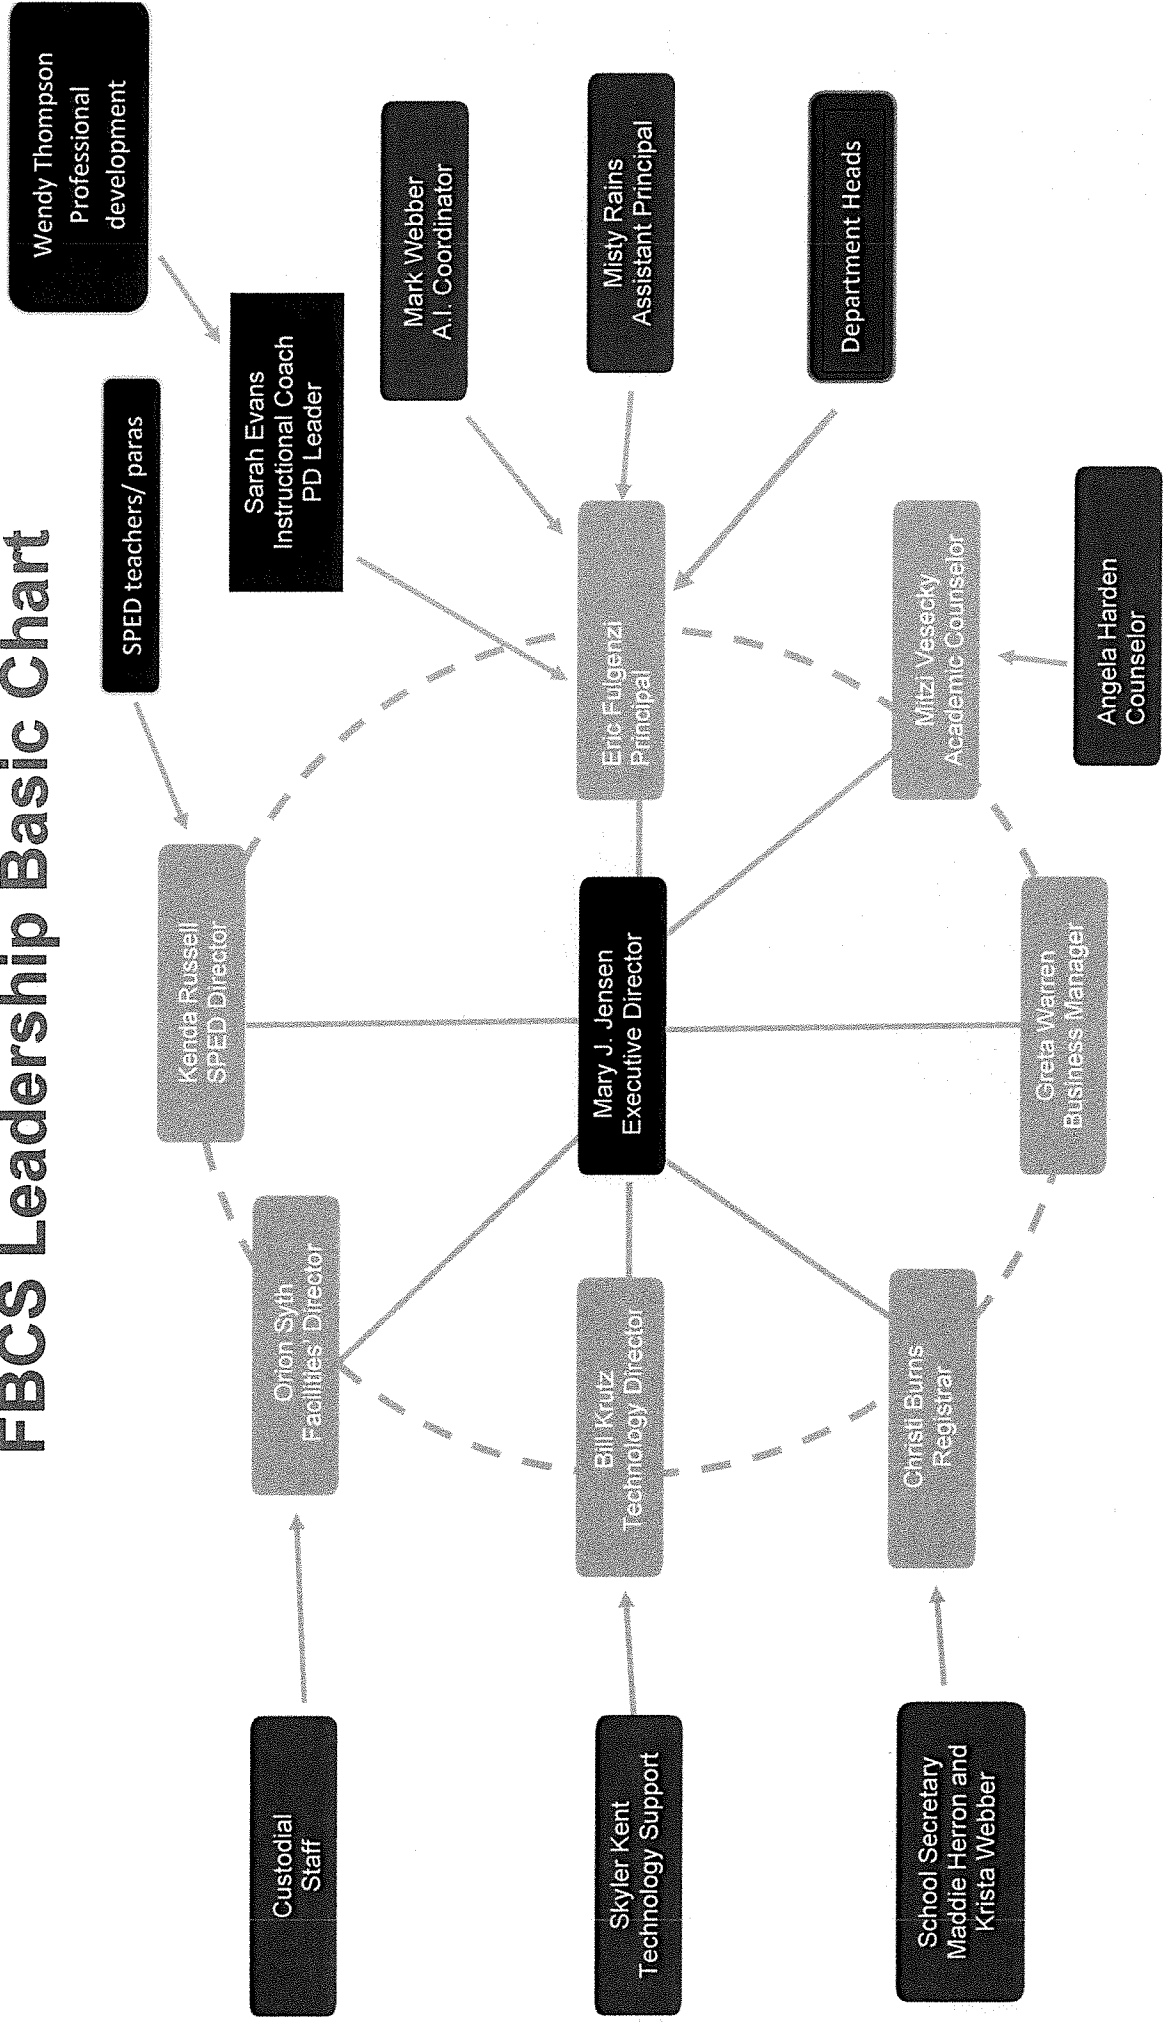 FBCS Leadership Basic Chart
Wendy Thompson
Professional
development
SPED teachers/ paras
Sarah Evans
Instructional Coach
PD Leader
Kenda Russell
SPED Director
Custodial
Staff
Orion Syth
Facilities' Director
Mark Webber
A.I. Coordinator
Skyler Kent
Technology Support
Bill Krutz
Technology Director
Mary J. Jensen
Executive Director
Eric Fulgenzi
Principal
Misty Rains
Assistant Principal
School Secretary
Maddie Herron and
Krista Webber
Christi Burns
Registrar
Mitzi Vesecky
Academic Counselor
Department Heads
Greta Warren
Business Manager
Angela Harden
Counselor